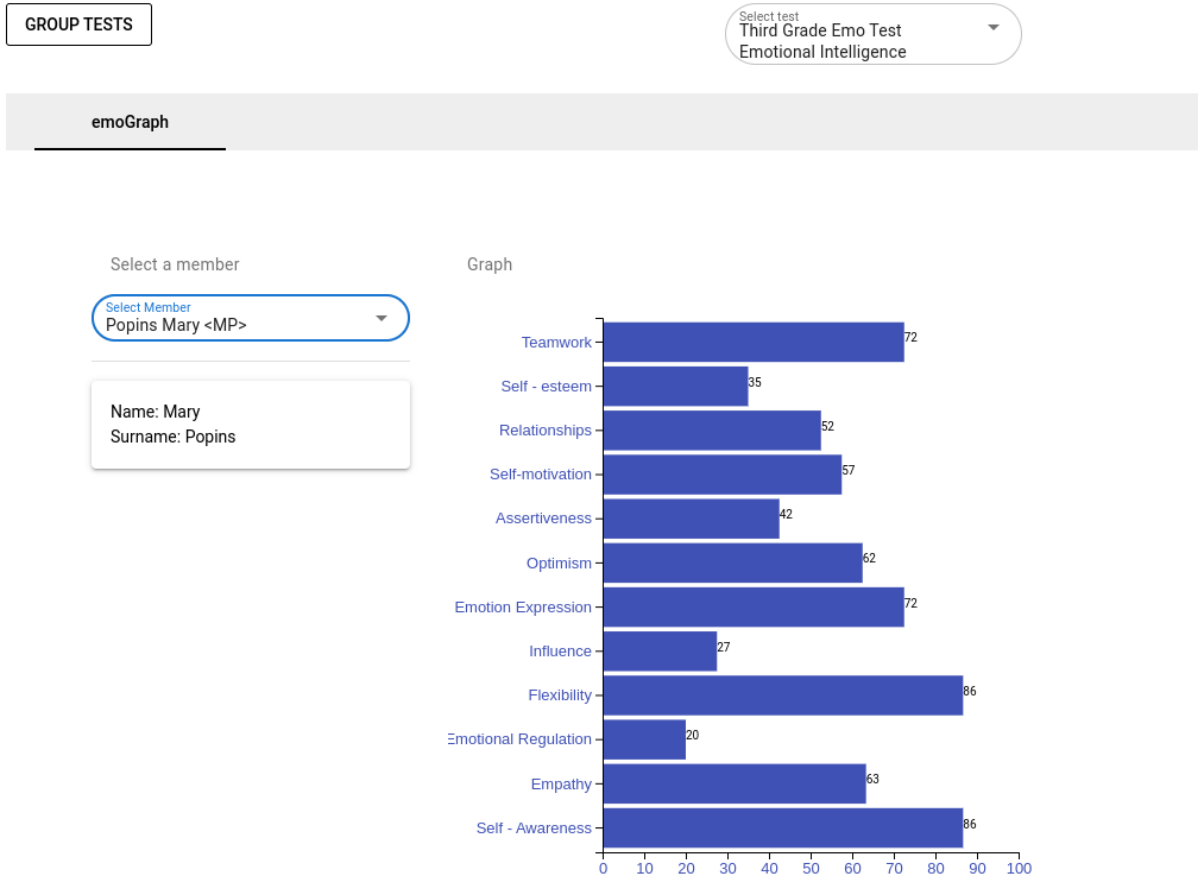 GROUP TESTS
Select test
Third Grade Emo Test
Emotional Intelligence
emoGraph
Select a member
Select Member
Popins Mary <MP>
Name: Mary
Surname: Popins
Graph
Teamwork 72
Self - esteem 35
Relationships 52
Self-motivation 57
Assertiveness 42
Optimism 62
Emotion Expression 72
Influence 27
Flexibility 86
Emotional Regulation 20
Empathy 63
Self - Awareness 86
0 10 20 30 40 50 60 70 80 90 100